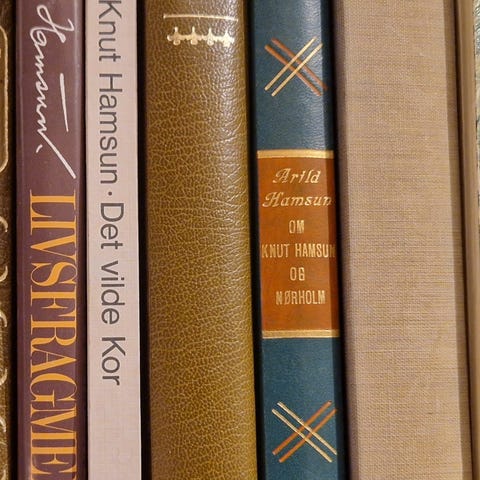 Hamsun!
LIVSFRAGME
Knut Hamsun · Det vilde Kor
Arild
Hamsun
OM
KNUT HAMSUN
OG
NØRHOLM